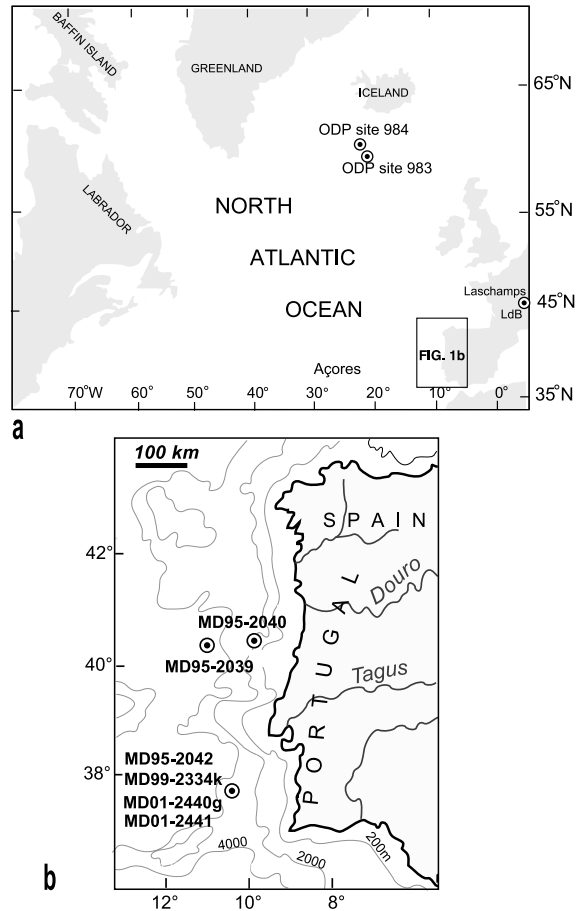 BAFFIN ISLAND
GREENLAND
ICELAND
65°N
ODP site 984
ODP site 983
LABRADOR
NORTH
55°N
ATLANTIC
Laschamps
OCEAN
45°N
LdB
FIG. 1b
Açores
70°W 60° 50° 40° 30° 20° 10° 0°
35°N
a
100 km
SPAIN
42°
Douro
PORTUGAL
MD95-2040
MD95-2039
40°
Tagus
MD95-2042
MD99-2334k
38°
MD01-2440g
MD01-2441
4000
2000
200m
b
12° 10° 8°